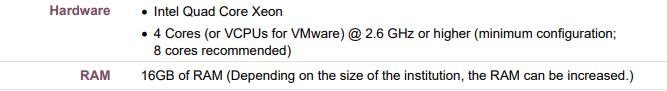 Hardware • Intel Quad Core Xeon
• 4 Cores (or VCPUs for VMware) @ 2.6 GHz or higher (minimum configuration;
8 cores recommended)
RAM 16GB of RAM (Depending on the size of the institution, the RAM can be increased.)